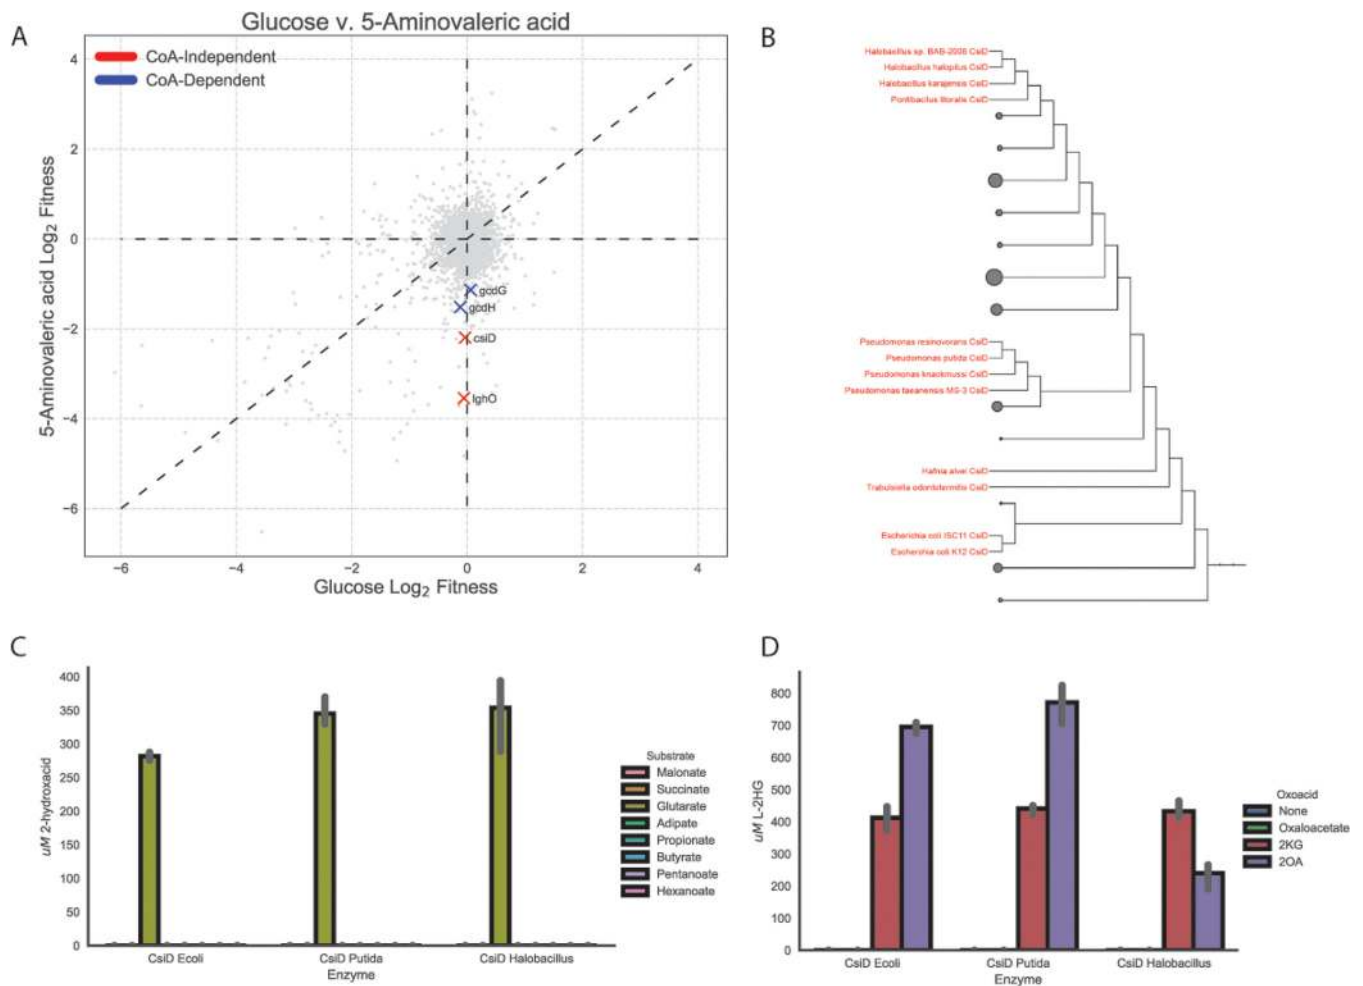 A
Glucose v. 5-Aminovaleric acid
CoA-Independent
CoA-Dependent
5-Aminovaleric acid Log2 Fitness
4
2
0
−2
−4
−6
gcdG
gcdH
csiD
lghO
−6
−4
−2
0
2
4
Glucose Log2 Fitness
B
Halobacillus sp. BAB-2008 CsiD
Halobacillus halophilus CsiD
Halobacillus karajensis CsiD
Pontibacillus litoralis CsiD
Pseudomonas resinovorans CsiD
Pseudomonas putida CsiD
Pseudomonas knackmussi CsiD
Pseudomonas taeanensis MS-3 CsiD
Hafnia alvei CsiD
Trabulsiella odontotermitis CsiD
Escherichia coli ISC11 CsiD
Escherichia coli K12 CsiD
C
uM 2-hydroxacid
400
350
300
250
200
150
100
50
0
CsiD Ecoli
CsiD Putida
CsiD Halobacillus
Enzyme
Substrate
Malonate
Succinate
Glutarate
Adipate
Propionate
Butyrate
Pentanoate
Hexanoate
D
uM L-2HG
800
700
600
500
400
300
200
100
0
CsiD Ecoli
CsiD Putida
CsiD Halobacillus
Enzyme
Oxoacid
None
Oxaloacetate
2KG
2OA